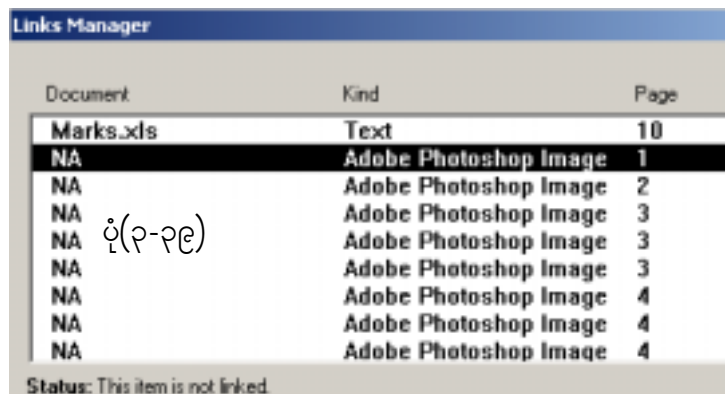 Links Manager
Document Kind Page
Marks.xls Text 10
NA Adobe Photoshop Image 1
NA Adobe Photoshop Image 2
NA Adobe Photoshop Image 3
NA Adobe Photoshop Image 3
ပုံ(၃-၃၉)
NA Adobe Photoshop Image 3
NA Adobe Photoshop Image 4
NA Adobe Photoshop Image 4
NA Adobe Photoshop Image 4
Status: This item is not linked.